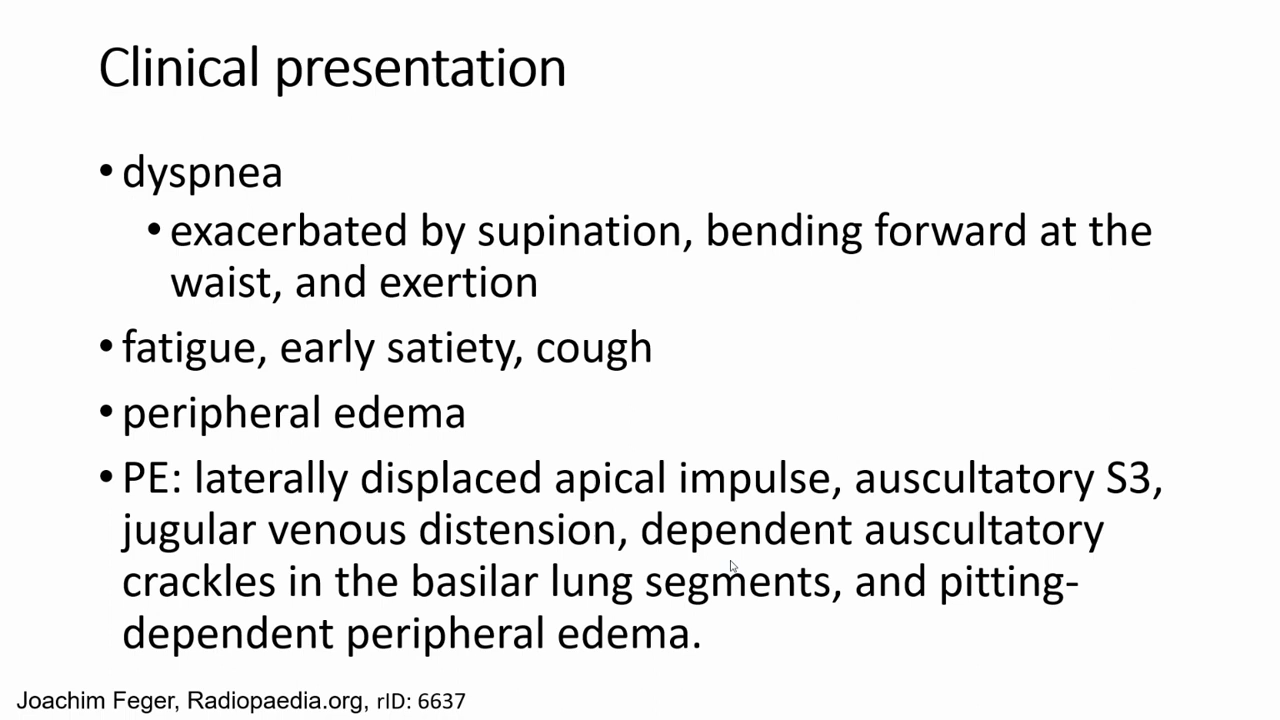 Clinical presentation
• dyspnea
• exacerbated by supination, bending forward at the
waist, and exertion
• fatigue, early satiety, cough
• peripheral edema
• PE: laterally displaced apical impulse, auscultatory S3,
jugular venous distension, dependent auscultatory
crackles in the basilar lung segments, and pitting-
dependent peripheral edema.
Joachim Feger, Radiopaedia.org, rID: 6637